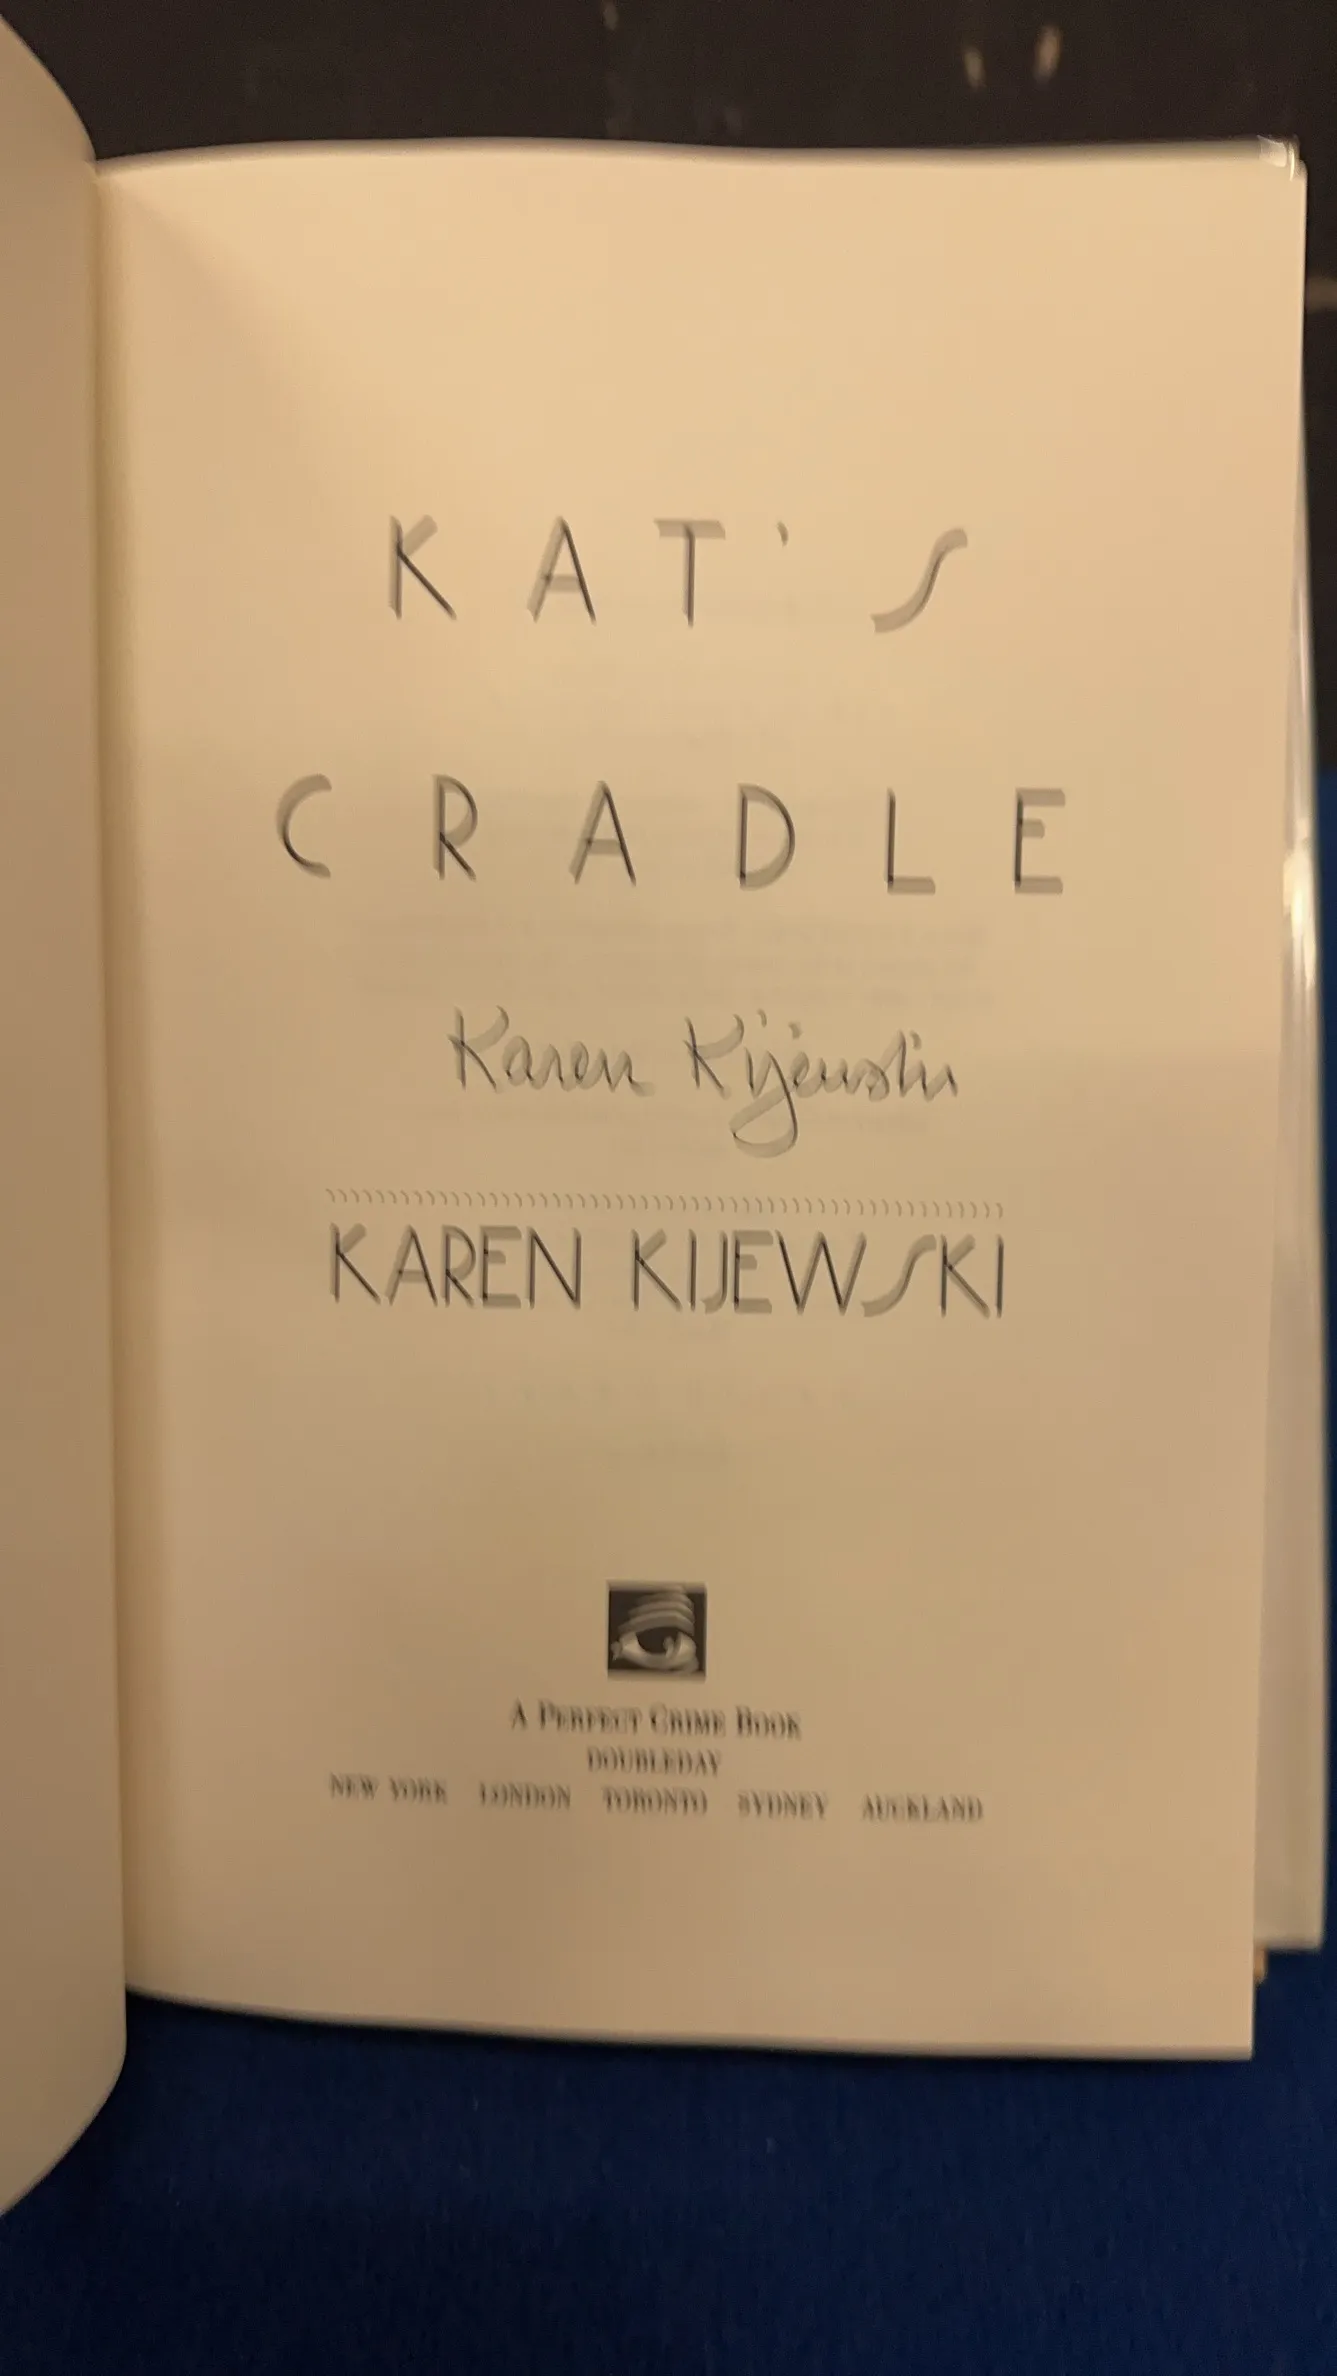 KAT'S
CRADLE
Karen Kijewski
KAREN KIJEWSKI
A PERFECT CRIME BOOK
DOUBLEDAY
NEW YORK LONDON TORONTO SYDNEY AUCKLAND